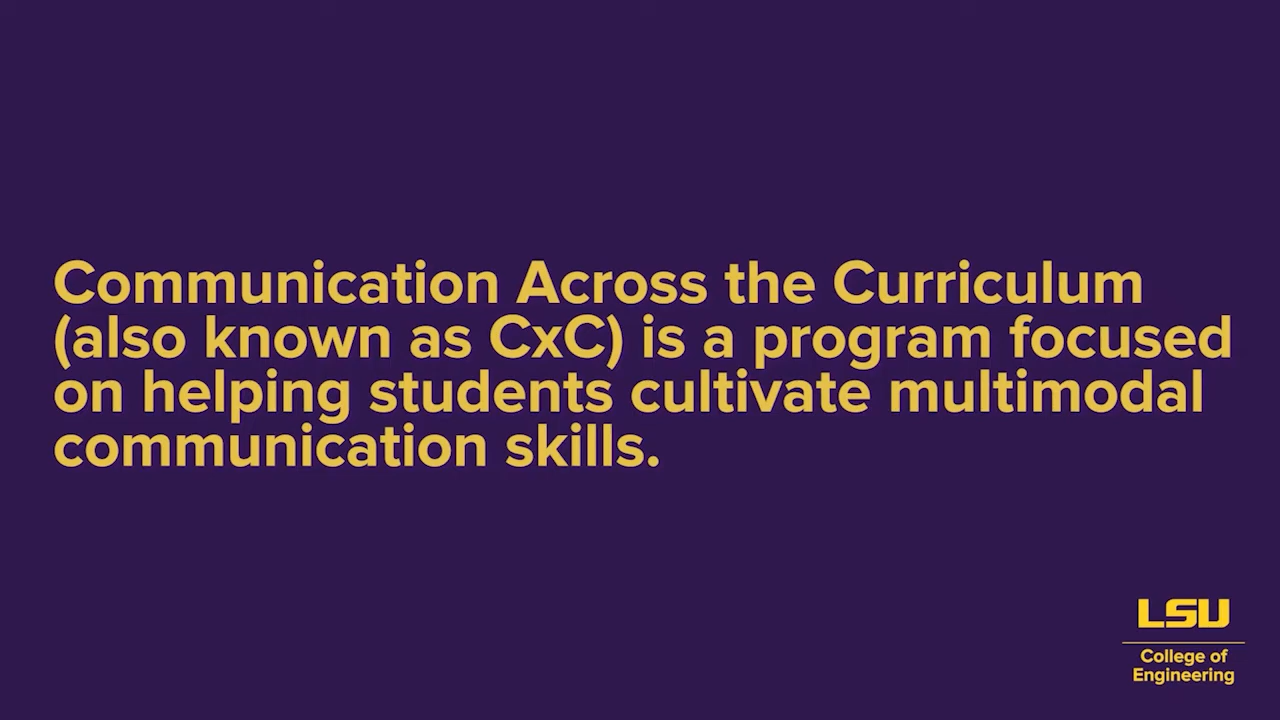 Communication Across the Curriculum
(also known as CxC) is a program focused
on helping students cultivate multimodal
communication skills.
LSU
College of
Engineering